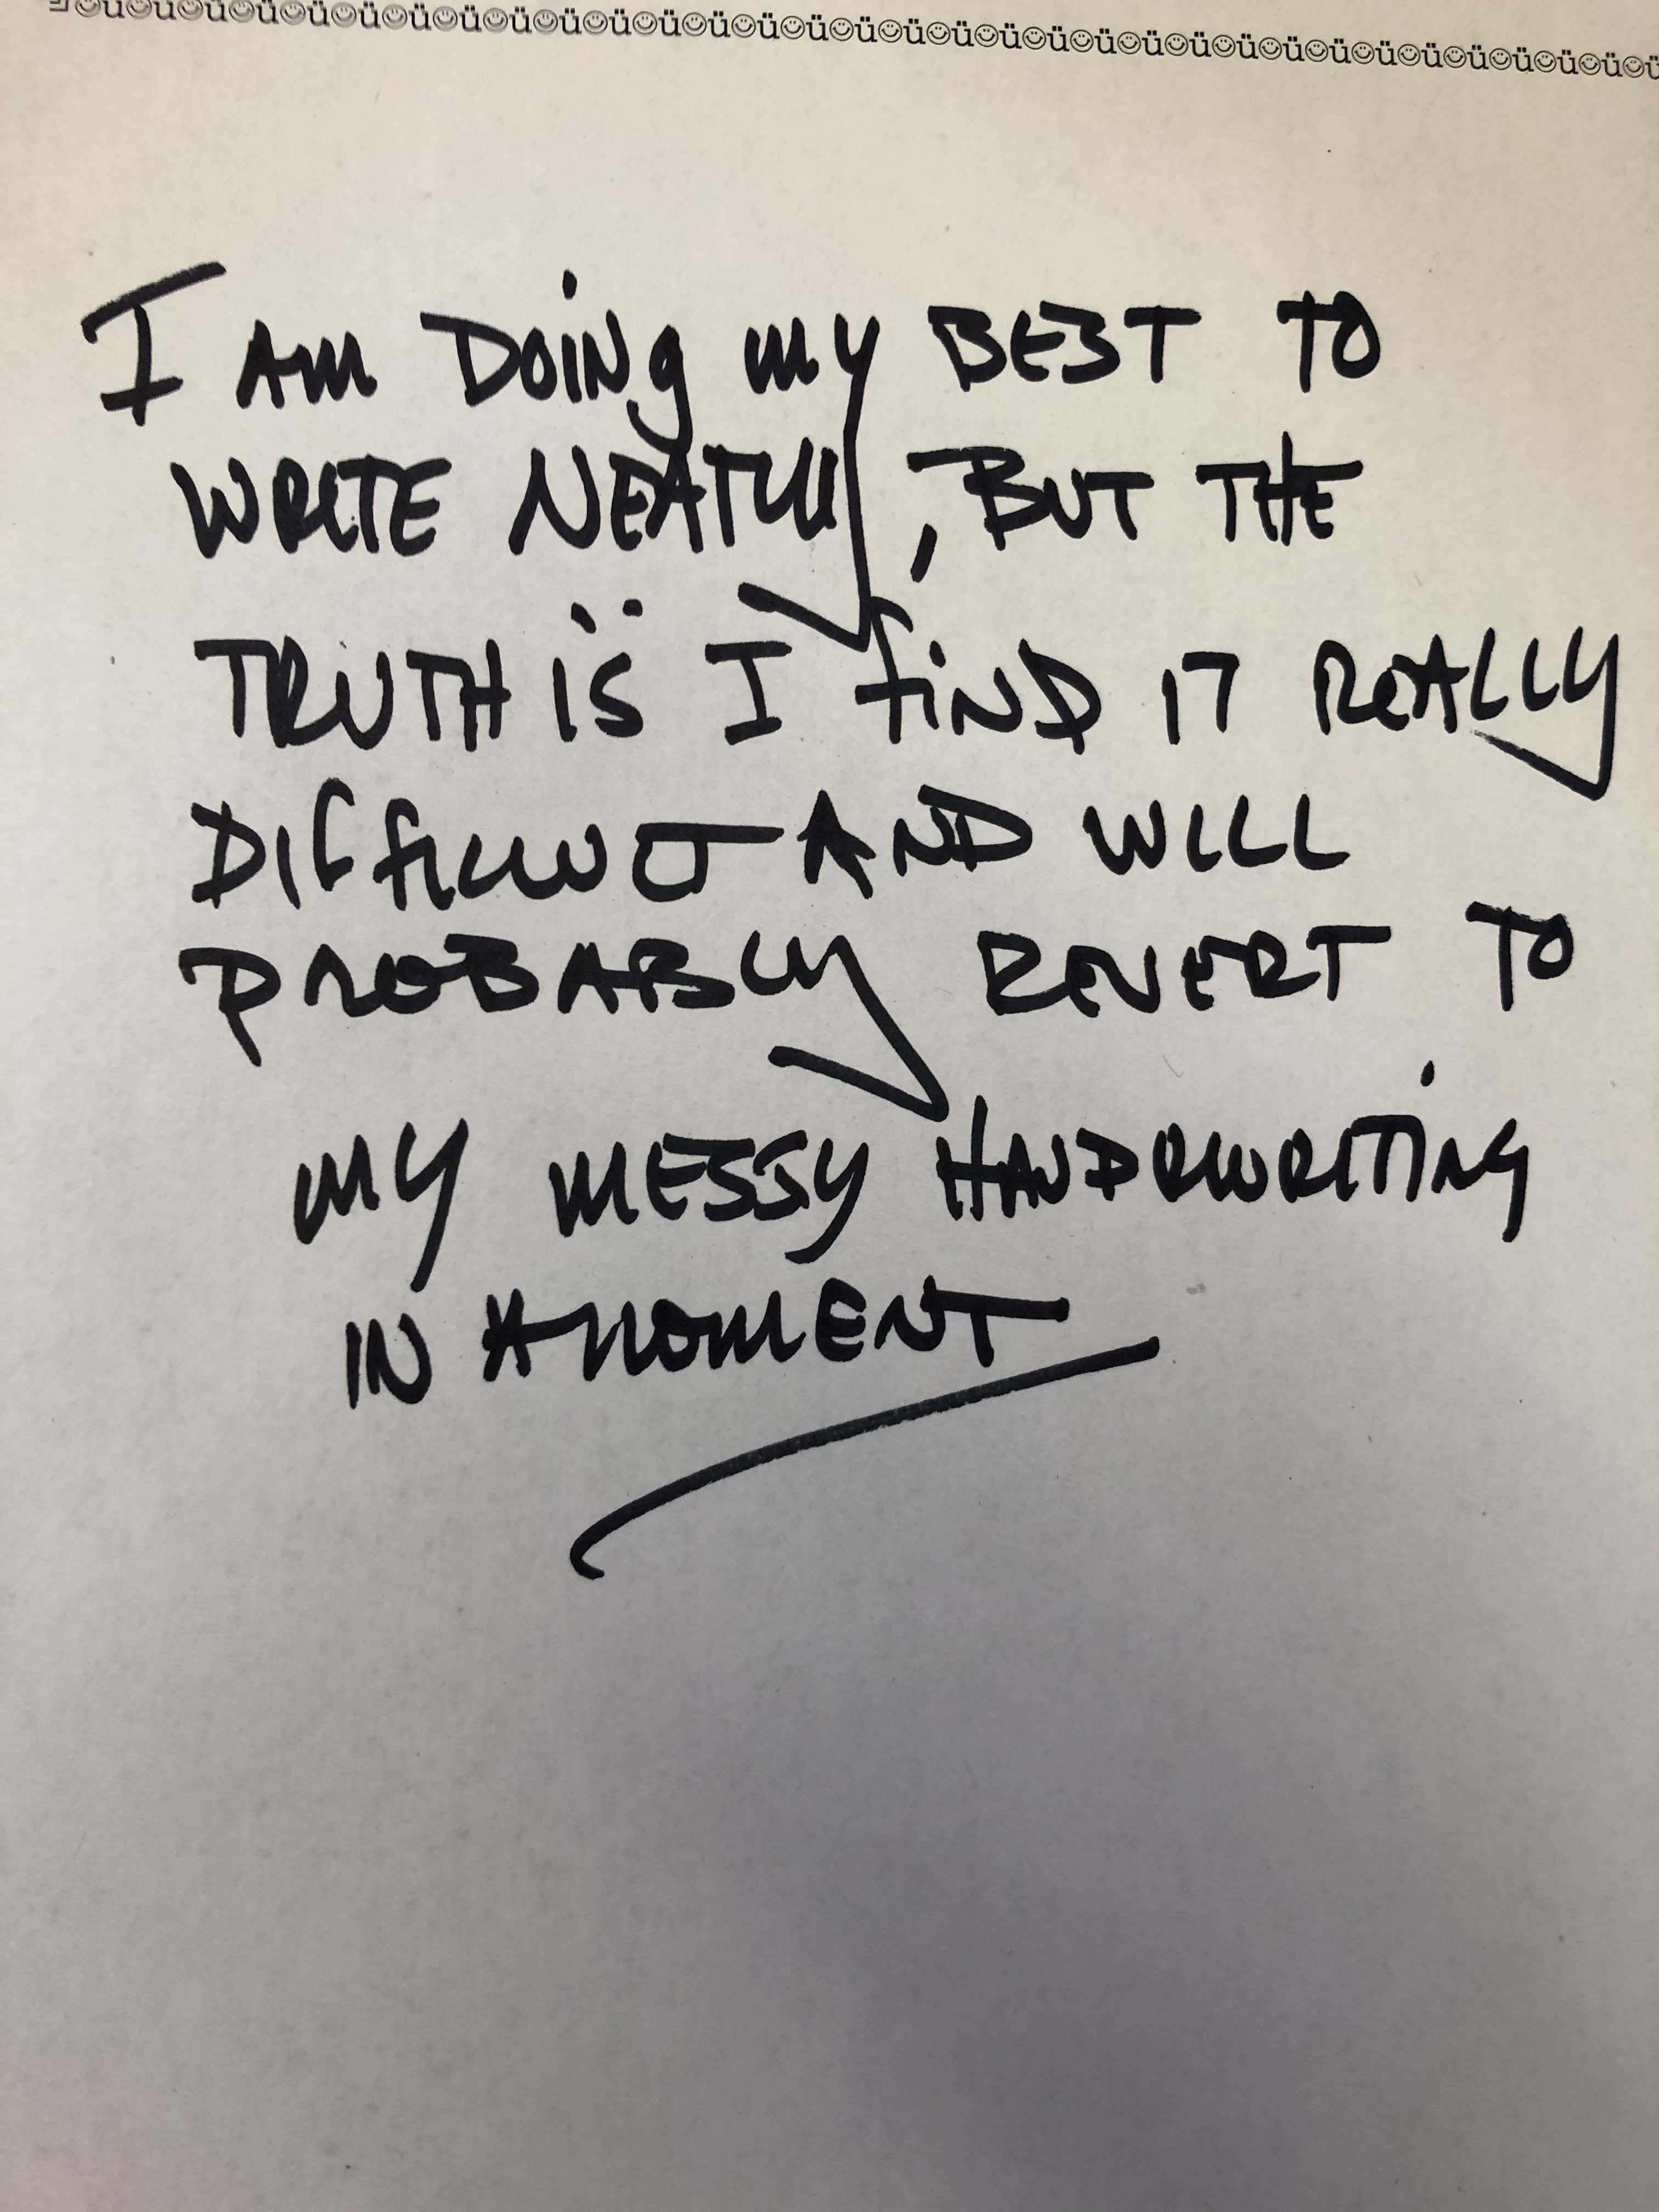 ü☺ü☺ü☺ü☺ü☺ü☺ü☺ü☺ü☺ü☺ü☺ü☺ü☺ü☺ü☺ü☺ü☺ü☺ü☺ü☺ü☺ü☺ü☺ü☺ü☺ü☺ü☺ü☺ü☺ü☺ü☺ü☺ü
I AM DOING MY BEST TO
WRITE NEATLY, BUT THE
TRUTH IS I FIND IT REALLY
DIFFICULT AND WILL
PROBABLY REVERT TO
MY MESSY HANDRWRITING
IN A MOMENT